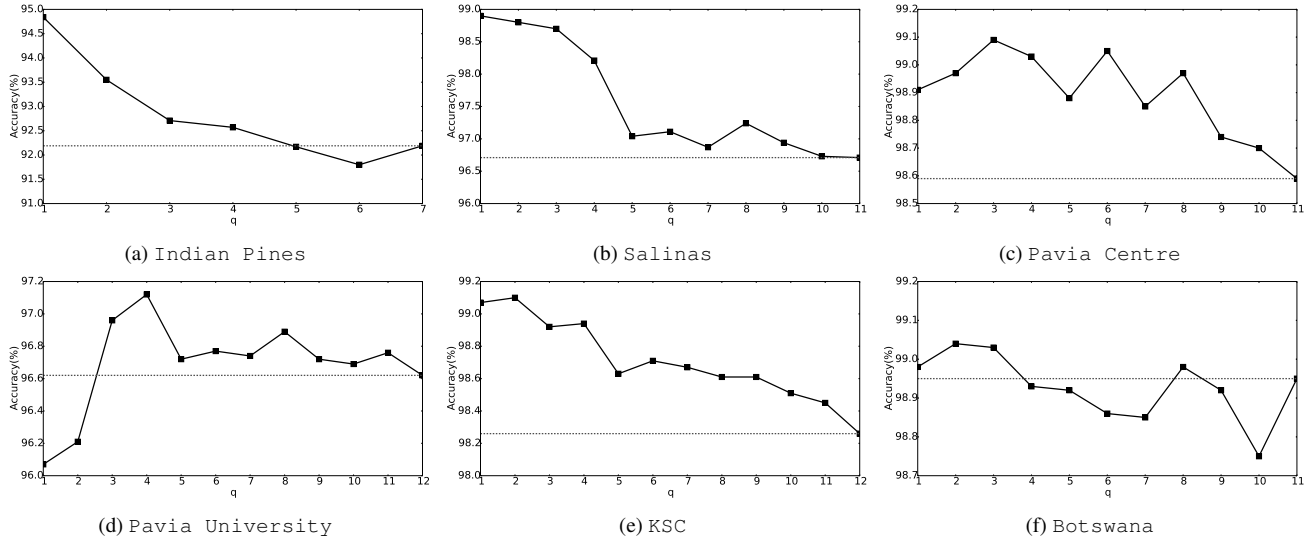 95.0
94.5
94.0
93.5
93.0
92.5
92.0
91.5
91.0
Accuracy(%)
1 2 3 4 5 6 7
q
(a) Indian Pines
99.0
98.5
98.0
97.5
97.0
96.5
96.0
Accuracy(%)
1 2 3 4 5 6 7 8 9 10 11
q
(b) Salinas
99.2
99.1
99.0
98.9
98.8
98.7
98.6
98.5
Accuracy(%)
1 2 3 4 5 6 7 8 9 10 11
q
(c) Pavia Centre
97.2
97.0
96.8
96.6
96.4
96.2
96.0
Accuracy(%)
1 2 3 4 5 6 7 8 9 10 11 12
q
(d) Pavia University
99.2
99.0
98.8
98.6
98.4
98.2
98.0
Accuracy(%)
1 2 3 4 5 6 7 8 9 10 11 12
q
(e) KSC
99.2
99.1
99.0
98.9
98.8
98.7
Accuracy(%)
1 2 3 4 5 6 7 8 9 10 11
q
(f) Botswana